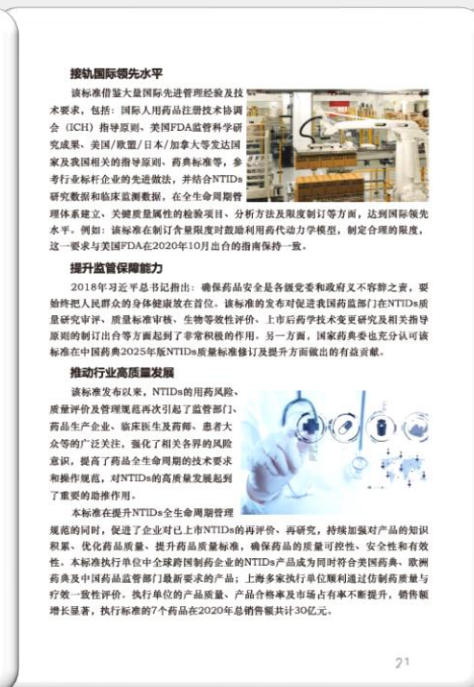 接轨国际领先水平
该标准借鉴大量国际先进管理经验及技
术要求，包括：国际人用药品注册技术协调
会（ICH）指导原则、美国FDA监管科学研
究成果、美国/欧盟/日本/加拿大等发达国
家及我国相关的指导原则、药典标准等，参
考行业标杆企业的先进做法，并结合NTIDs
研究数据和临床监测数据，在全生命周期管
理体系建立、关键质量属性的检验项目、分析方法及限度制订等方面，达到国际领先
水平。例如：该标准在制订含量限度时鼓励利用药代动力学模型，制定合理的限度，
这一要求与美国FDA在2020年10月出台的指南保持一致。
提升监管保障能力
2018年习近平总书记指出：确保药品安全是各级党委和政府义不容辞之责，要
始终把人民群众的身体健康放在首位。该标准的发布对促进我国药监部门在NTIDs质
量研究审评、质量标准审核、生物等效性评价、上市后药学技术变更研究及相关指导
原则的制订出台等方面起到了非常积极的作用。另一方面，国家药典委也充分认可该
标准在中国药典2025年版NTIDs质量标准修订及提升方面做出的有益贡献。
推动行业高质量发展
该标准发布以来，NTIDs的用药风险、
质量评价及管理规范再次引起了监管部门、
药品生产企业、临床医生及药师、患者大
众等的广泛关注，强化了相关各界的风险
意识，提高了药品全生命周期的技术要求
和操作规范，对NTIDs的高质量发展起到
了重要的助推作用。
本标准在提升NTIDs全生命周期管理
规范的同时，促进了企业对已上市NTIDs的再评价、再研究，持续加强对产品的知识
积累、优化药品质量、提升药品质量标准，确保药品的质量可控性、安全性和有效
性。本标准执行单位中全球跨国制药企业的NTIDs产品成为同时符合美国药典、欧洲
药典及中国药品监管部门最新要求的产品；上海多家执行单位顺利通过仿制药质量与
疗效一致性评价。执行单位的产品质量、产品合格率及市场占有率不断提升，销售额
增长显著，执行标准的7个药品在2020年总销售额共计30亿元。
21